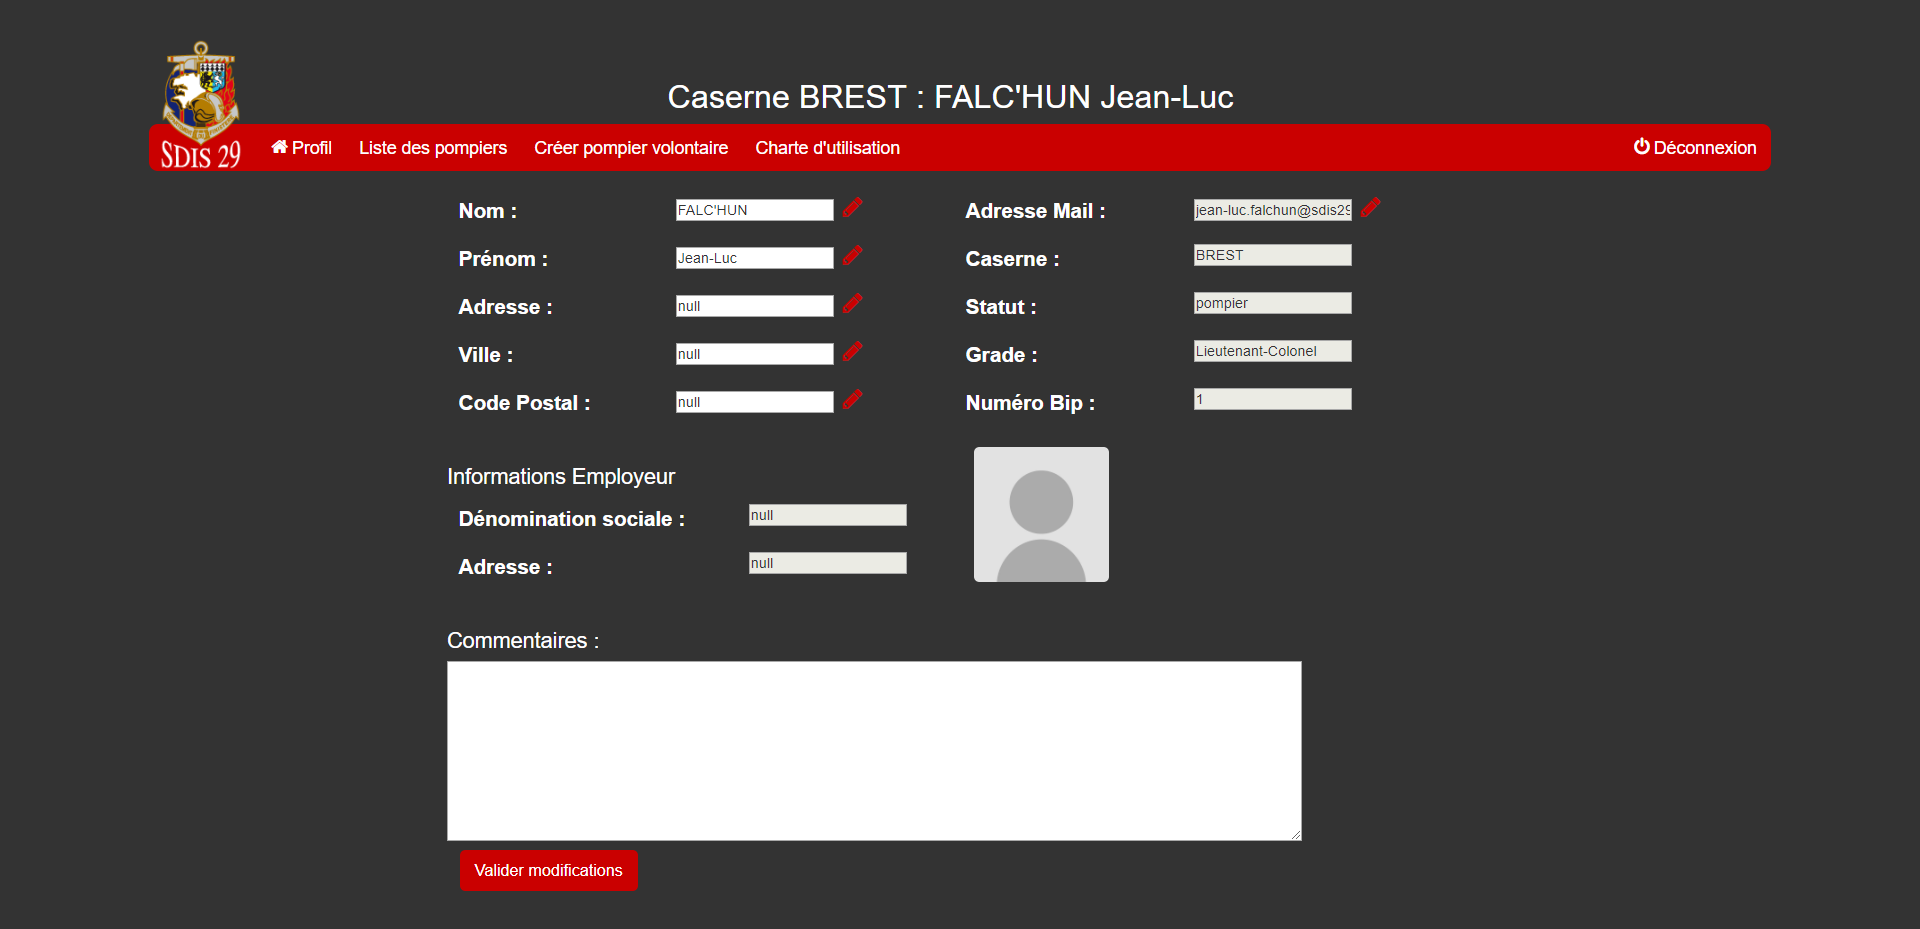 Caserne BREST : FALC'HUN Jean-Luc
SDIS 29
Profil
Liste des pompiers
Créer pompier volontaire
Charte d'utilisation
Déconnexion
Nom : FALC'HUN
Adresse Mail : jean-luc.falchun@sdis29
Prénom : Jean-Luc
Caserne : BREST
Adresse : null
Statut : pompier
Ville : null
Grade : Lieutenant-Colonel
Code Postal : null
Numéro Bip : 1
Informations Employeur
Dénomination sociale : null
Adresse : null
Commentaires :
Valider modifications